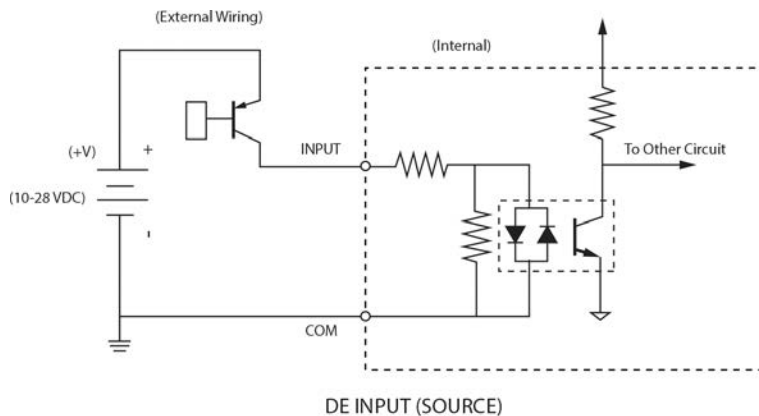 (External Wiring)
(Internal)
INPUT
To Other Circuit
(+V)
+
(10-28 VDC)
-
COM
DE INPUT (SOURCE)